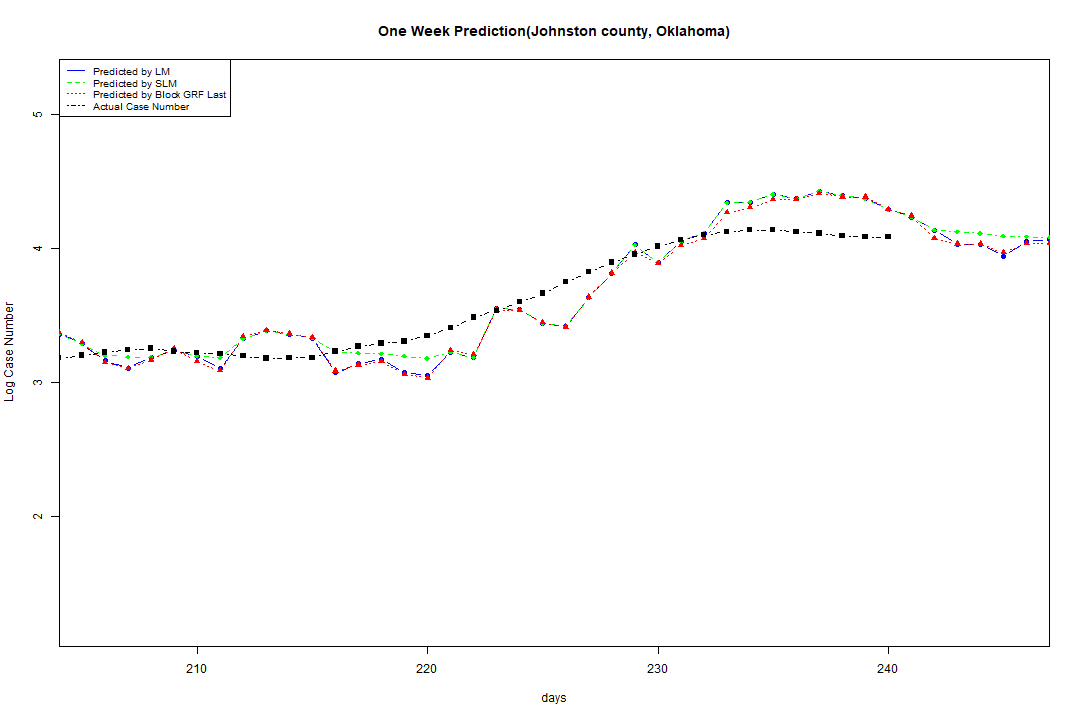 One Week Prediction(Johnston county, Oklahoma)
Predicted by LM
Predicted by SLM
Predicted by Block GRF Last
Actual Case Number
5
4
3
2
Log Case Number
210 220 230 240
days